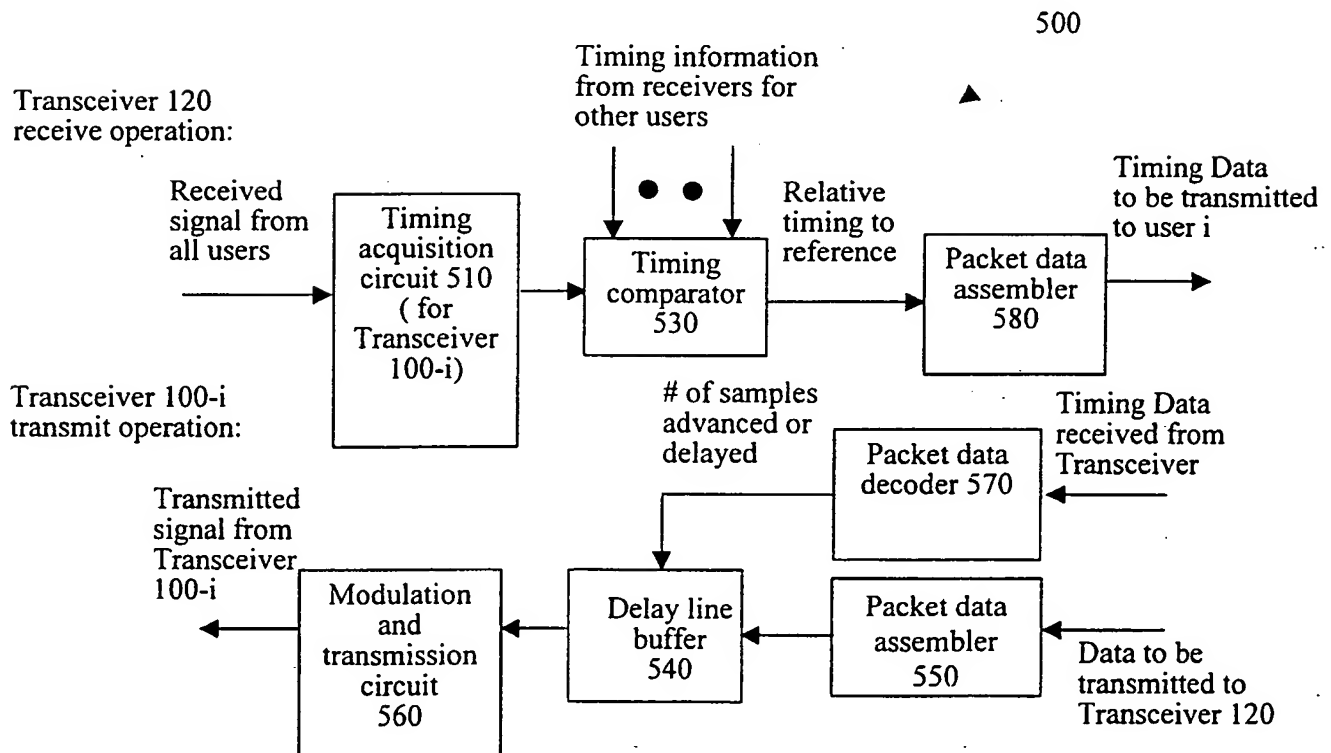 500
Timing information
from receivers for
other users
Transceiver 120
receive operation:
Received
signal from
all users
Timing
acquisition
circuit 510
( for
Transceiver
100-i)
Timing
comparator
530
Relative
timing to
reference
Packet data
assembler
580
Timing Data
to be transmitted
to user i
Transceiver 100-i
transmit operation:
# of samples
advanced or
delayed
Packet data
decoder 570
Timing Data
received from
Transceiver
Transmitted
signal from
Transceiver
100-i
Modulation
and
transmission
circuit
560
Delay line
buffer
540
Packet data
assembler
550
Data to be
transmitted to
Transceiver 120